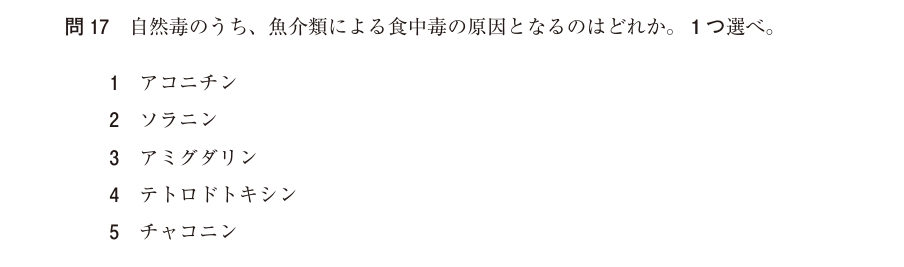 問17 自然毒のうち、魚介類による食中毒の原因となるのはどれか。1つ選べ。
1 アコニチン
2 ソラニン
3 アミグダリン
4 テトロドトキシン
5 チャコニン